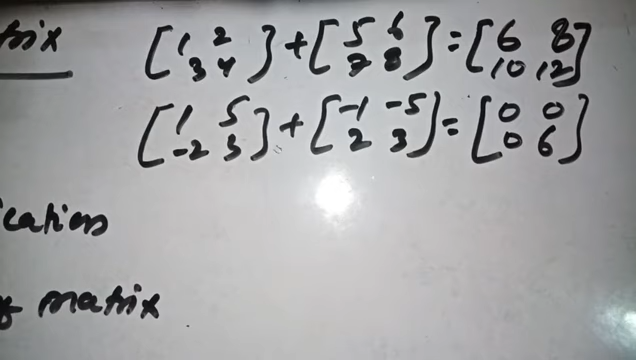 trix [1 2 3 4] + [5 6 7 8] = [6 8 10 12]
[1 5 -2 3] + [-1 -5 2 3] = [0 0 0 6]
ication
f matrix